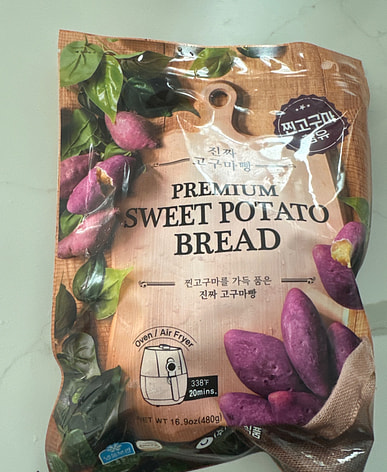 찐고구마
함유
진짜
고구마빵
PREMIUM
SWEET POTATO
BREAD
찐고구마를 가득 품은
진짜 고구마빵
Oven / Air Fryer
338°F
20mins.
NET WT 16.9oz(480g)